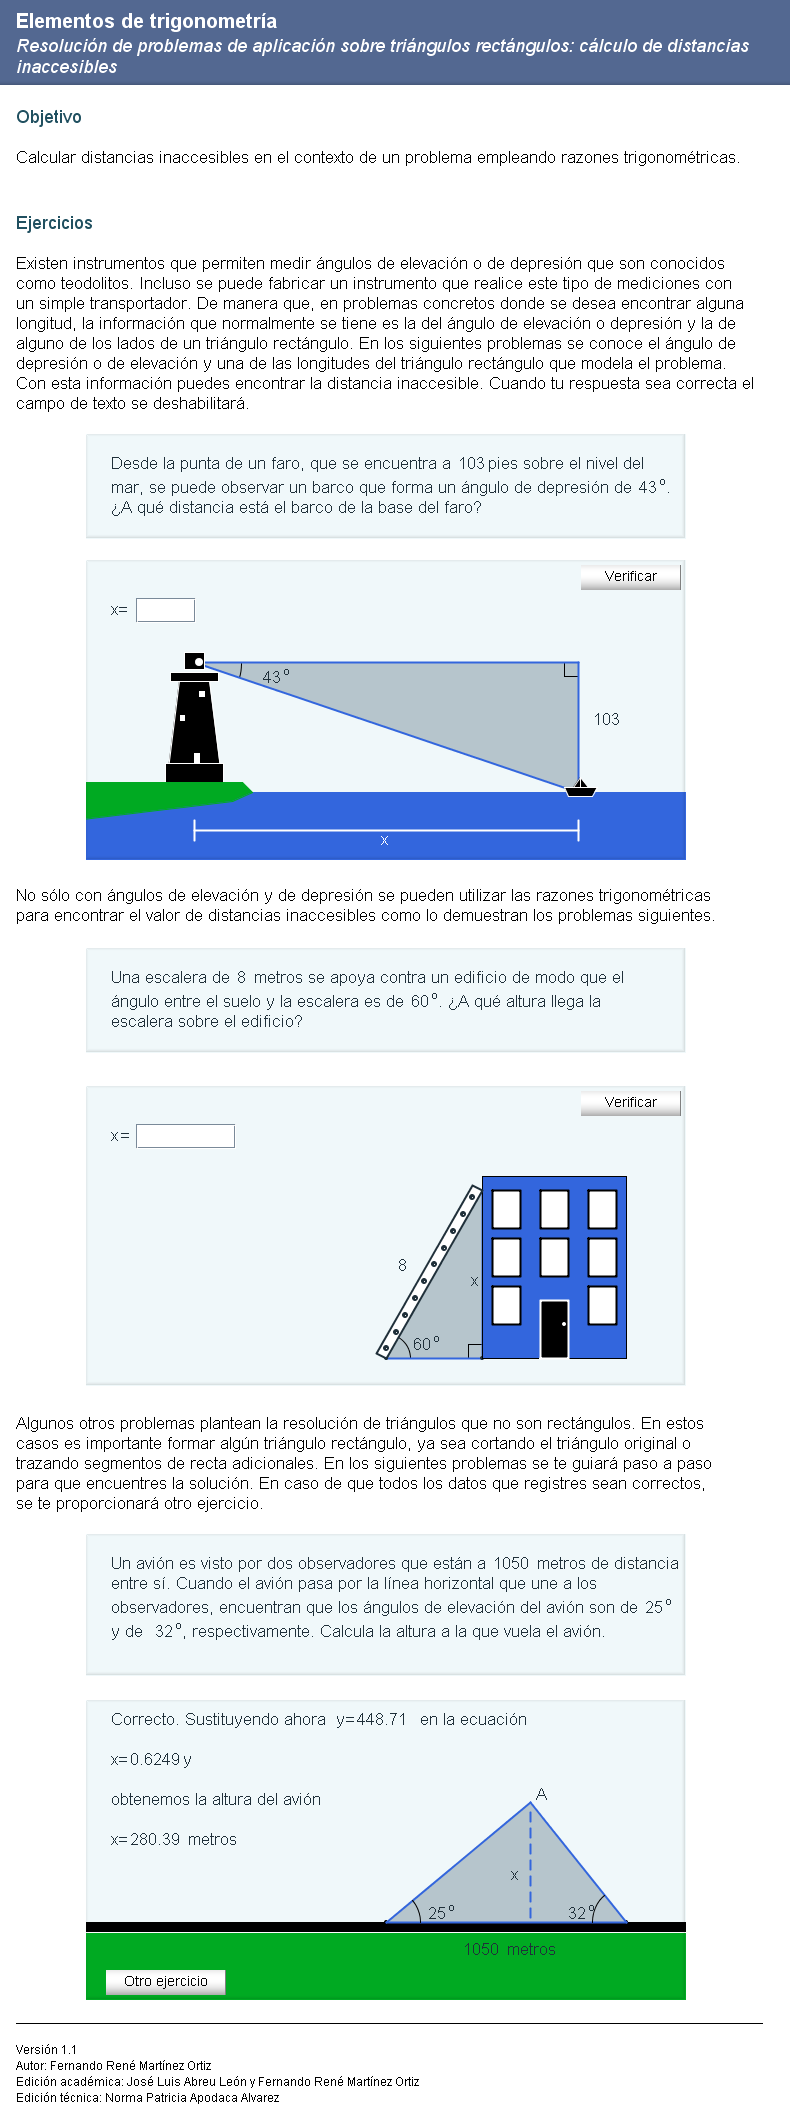 Elementos de trigonometría
Resolución de problemas de aplicación sobre triángulos rectángulos: cálculo de distancias
inaccesibles
Objetivo
Calcular distancias inaccesibles en el contexto de un problema empleando razones trigonométricas.
Ejercicios
Existen instrumentos que permiten medir ángulos de elevación o de depresión que son conocidos
como teodolitos. Incluso se puede fabricar un instrumento que realice este tipo de mediciones con
un simple transportador. De manera que, en problemas concretos donde se desea encontrar alguna
longitud, la información que normalmente se tiene es la del ángulo de elevación o depresión y la de
alguno de los lados de un triángulo rectángulo. En los siguientes problemas se conoce el ángulo de
depresión o de elevación y una de las longitudes del triángulo rectángulo que modela el problema.
Con esta información puedes encontrar la distancia inaccesible. Cuando tu respuesta sea correcta el
campo de texto se deshabilitará.
Desde la punta de un faro, que se encuentra a 103 pies sobre el nivel del
mar, se puede observar un barco que forma un ángulo de depresión de 43º.
¿A qué distancia está el barco de la base del faro?
Verificar
x=
43º
103
x
No sólo con ángulos de elevación y de depresión se pueden utilizar las razones trigonométricas
para encontrar el valor de distancias inaccesibles como lo demuestran los problemas siguientes.
Una escalera de 8 metros se apoya contra un edificio de modo que el
ángulo entre el suelo y la escalera es de 60º. ¿A qué altura llega la
escalera sobre el edificio?
Verificar
x=
8
x
60º
Algunos otros problemas plantean la resolución de triángulos que no son rectángulos. En estos
casos es importante formar algún triángulo rectángulo, ya sea cortando el triángulo original o
trazando segmentos de recta adicionales. En los siguientes problemas se te guiará paso a paso
para que encuentres la solución. En caso de que todos los datos que registres sean correctos,
se te proporcionará otro ejercicio.
Un avión es visto por dos observadores que están a 1050 metros de distancia
entre sí. Cuando el avión pasa por la línea horizontal que une a los
observadores, encuentran que los ángulos de elevación del avión son de 25º
y de 32º, respectivamente. Calcula la altura a la que vuela el avión.
Correcto. Sustituyendo ahora y=448.71 en la ecuación
x=0.6249 y
obtenemos la altura del avión
x=280.39 metros
A
x
25º
32º
1050 metros
Otro ejercicio
Versión 1.1
Autor: Fernando René Martínez Ortiz
Edición académica: José Luis Abreu León y Fernando René Martínez Ortiz
Edición técnica: Norma Patricia Apodaca Alvarez